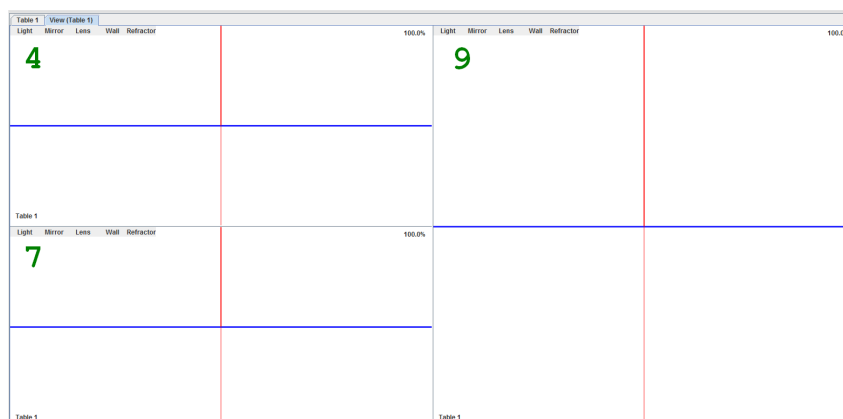 Table 1 View (Table 1)
Light Mirror Lens Wall Refractor 100.0%
4
Table 1
Light Mirror Lens Wall Refractor 100.0%
7
Table 1
Light Mirror Lens Wall Refractor 100.0
9
Table 1